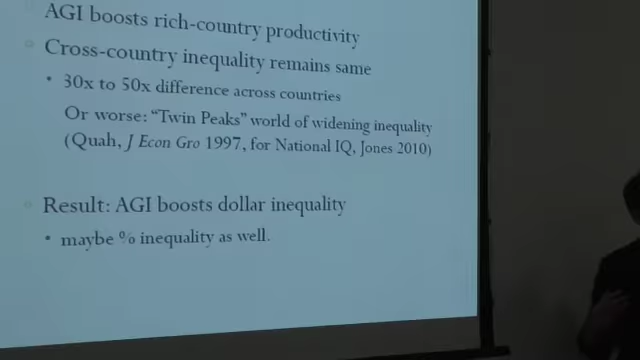 AGI boosts rich-country productivity
Cross-country inequality remains same
30x to 50x difference across countries
Or worse: "Twin Peaks" world of widening inequality
(Quah, J Econ Gro 1997, for National IQ, Jones 2010)
Result: AGI boosts dollar inequality
maybe % inequality as well.